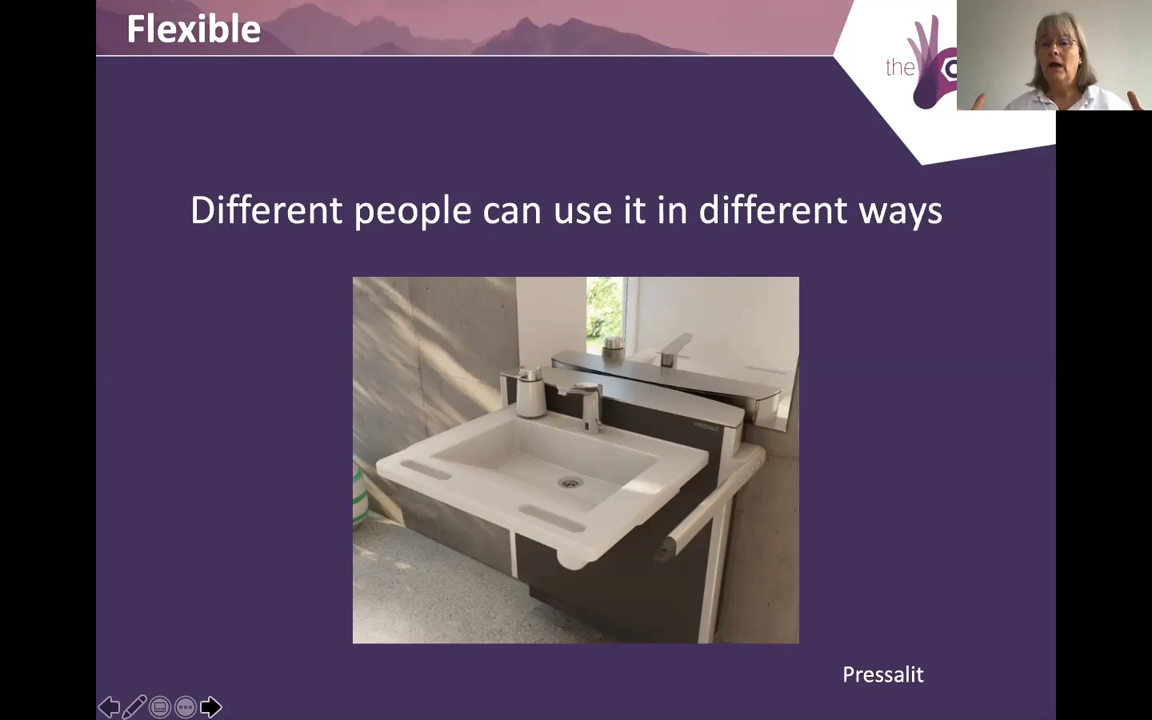 Flexible
the
Different people can use it in different ways
Pressalit